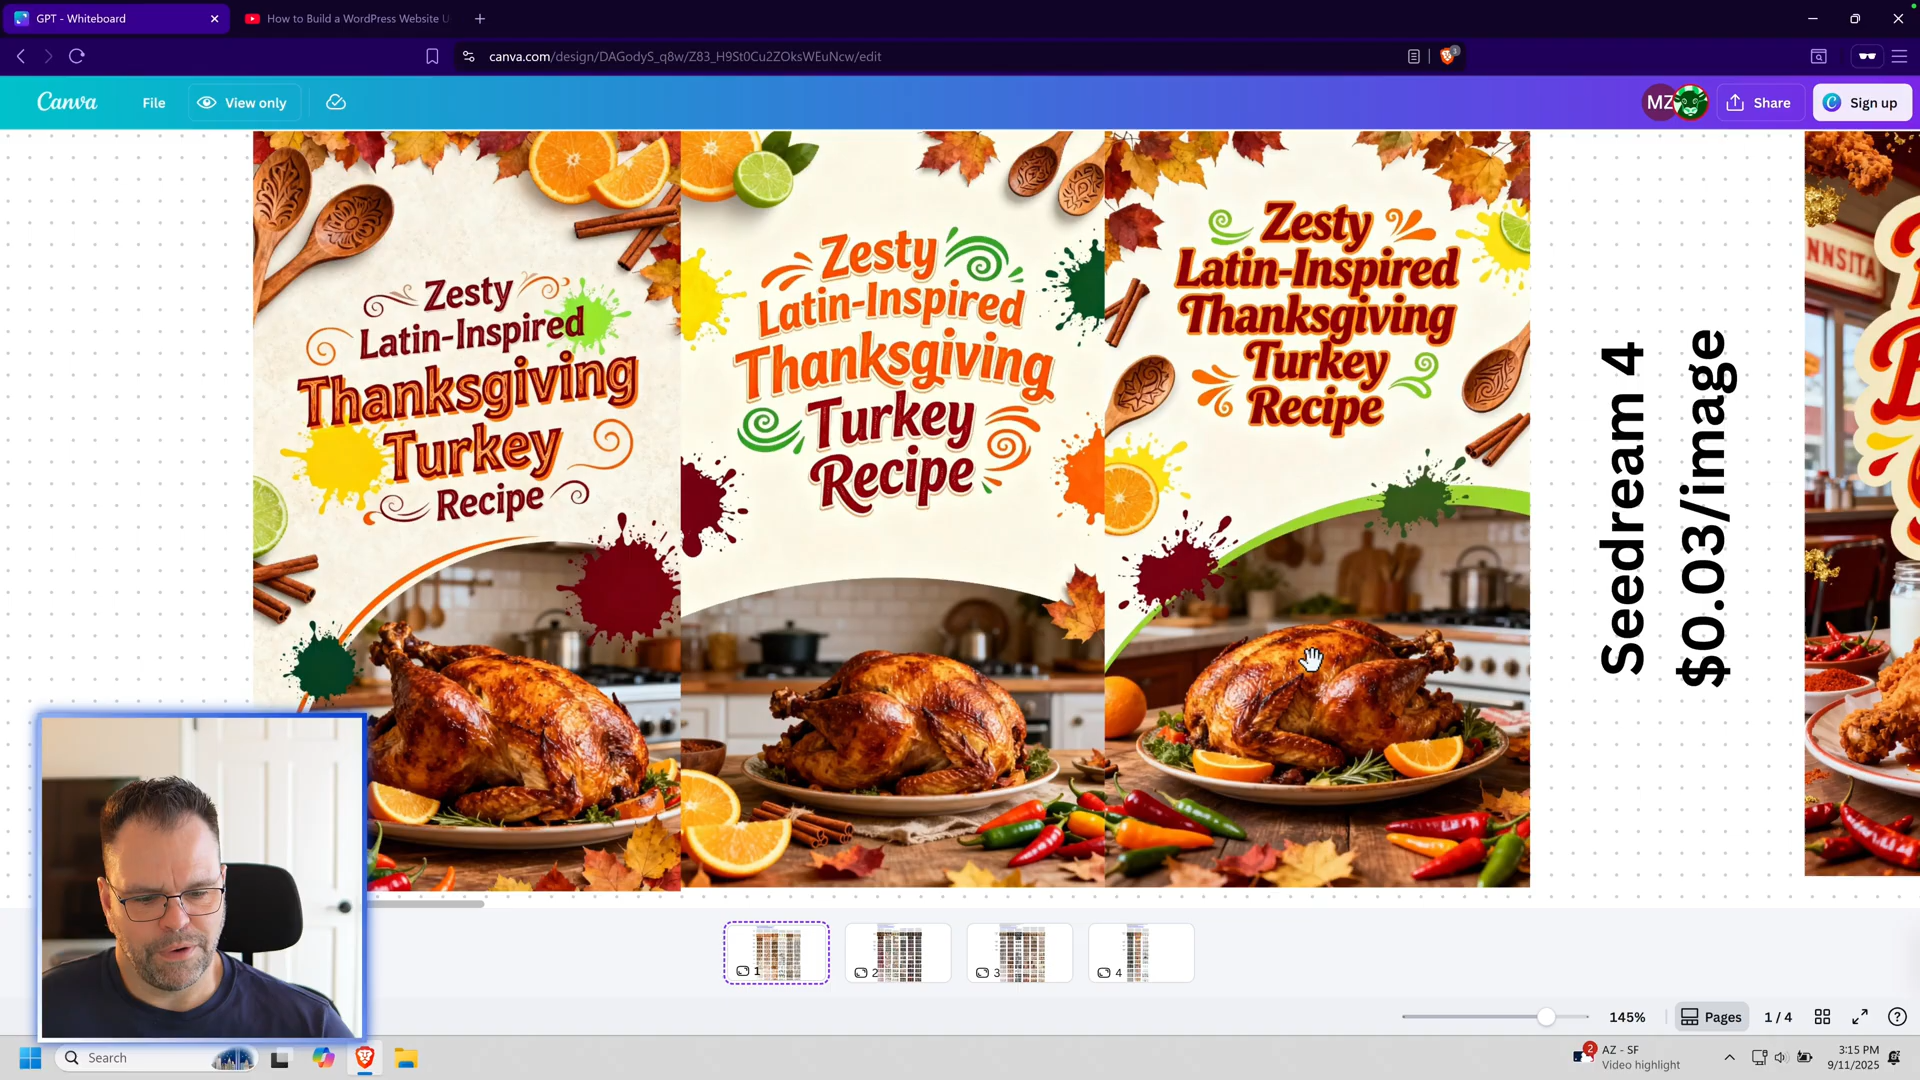 GPT - Whiteboard
How to Build a WordPress Website U
canva.com/design/DAGodyS_q8w/Z83_H9St0Cu2ZOksWEuNcw/edit
Canva
File
View only
MZ
Share
Sign up
Zesty
Latin-Inspired
Thanksgiving
Turkey
Recipe
Zesty
Latin-Inspired
Thanksgiving
Turkey
Recipe
Zesty
Latin-Inspired
Thanksgiving
Turkey
Recipe
Seedream 4
$0.03/image
NNSITA
1
2
3
4
145%
Pages
1 / 4
Search
2
AZ - SF
Video highlight
3:15 PM
9/11/2025